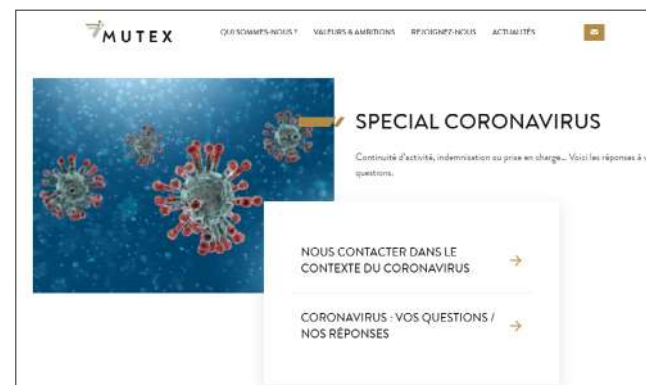 MUTEX
QUI SOMMES-NOUS ? VALEURS & AMBITIONS REJOIGNEZ-NOUS ACTUALITÉS
SPECIAL CORONAVIRUS
Continuité d'activité, indemnisation ou prise en charge... Voici les réponses à
questions.
NOUS CONTACTER DANS LE
CONTEXTE DU CORONAVIRUS
CORONAVIRUS : VOS QUESTIONS /
NOS RÉPONSES